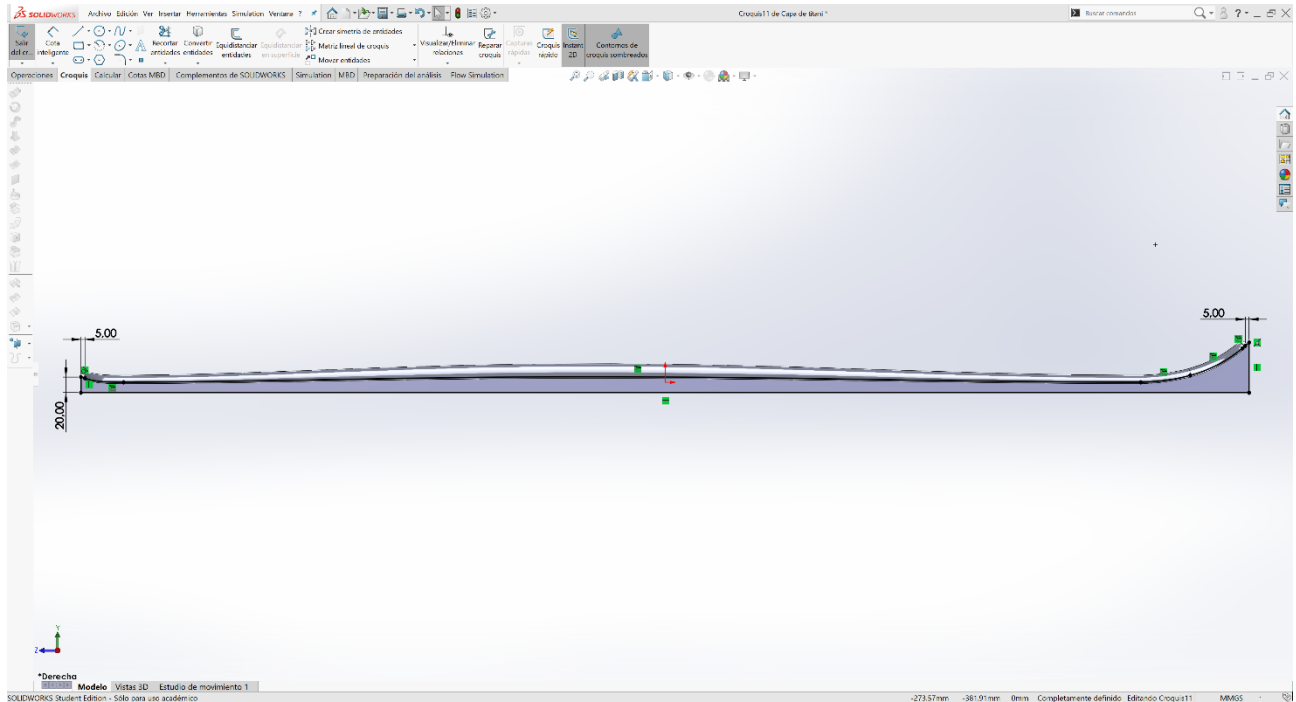 SOLIDWORKS Archivo Edición Ver Insertar Herramientas Simulation Ventana ? Croquis11 de Capa de titani * Buscar comandos ?
Salir del cr... Cota inteligente Recortar entidades Convertir entidades Equidistanciar entidades Equidistanciar en superficie Crear simetría de entidades Matriz lineal de croquis Mover entidades Visualizar/Eliminar relaciones Reparar croquis Capturas rápidas Croquis rápido Instant 2D Contornos de croquis sombreados
Operaciones Croquis Calcular Cotas MBD Complementos de SOLIDWORKS Simulation MBD Preparación del análisis Flow Simulation
5.00
5.00
20.00
Y
Z
*Derecha
Modelo Vistas 3D Estudio de movimiento 1
SOLIDWORKS Student Edition - Sólo para uso académico -273.57mm -381.91mm 0mm Completamente definido Editando Croquis11 MMGS -